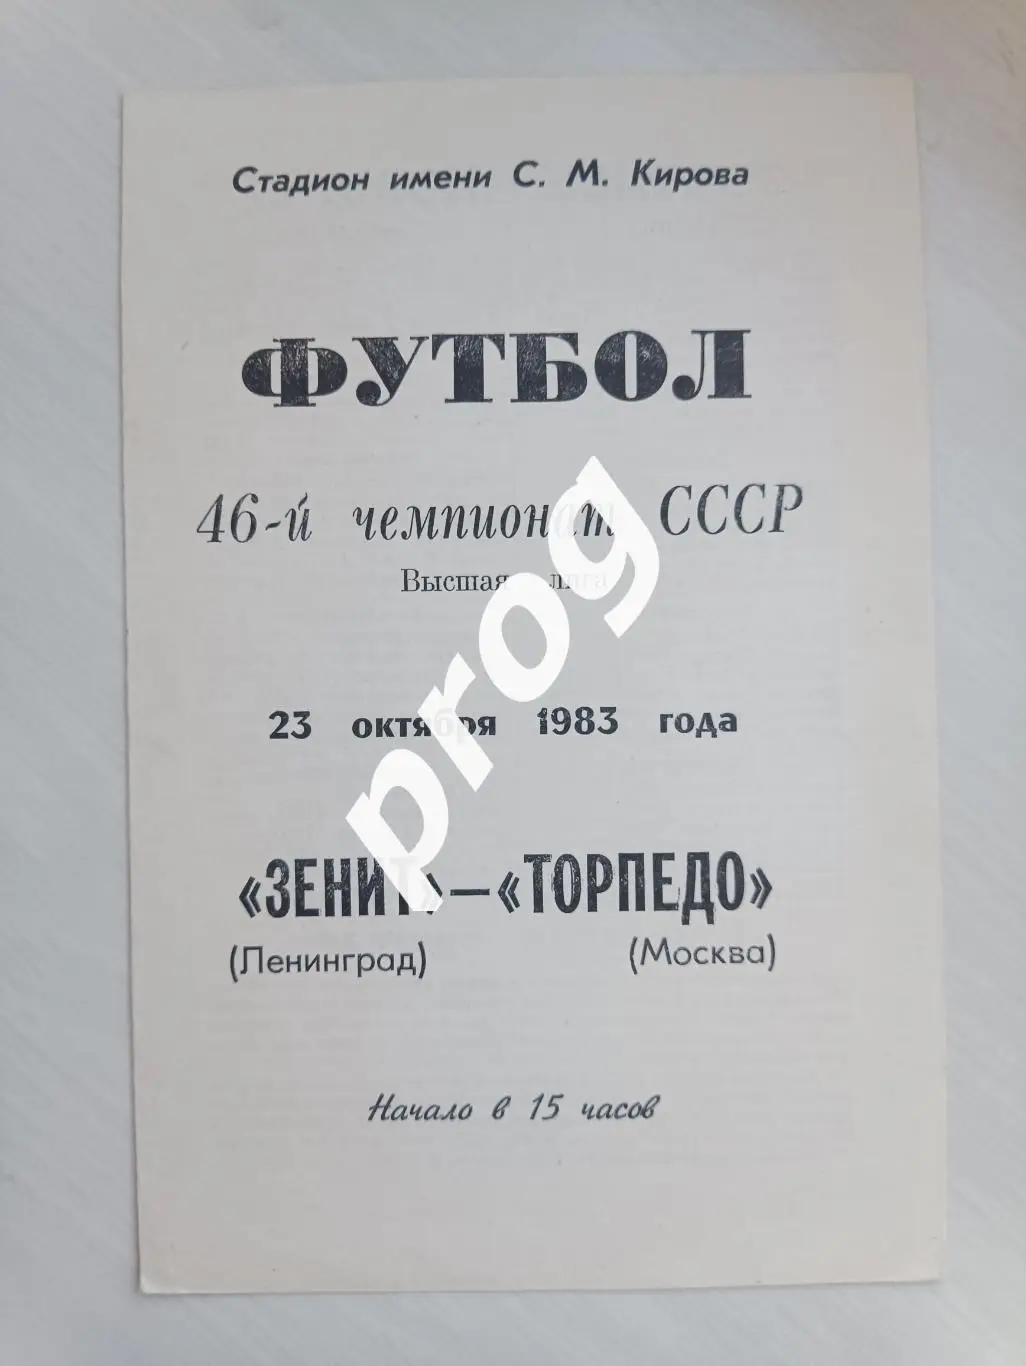 Стадион имени С. М. Кирова
ФУТБОЛ
46-й чемпионат СССР
Высшая лига
23 октября 1983 года
«ЗЕНИТ»—«ТОРПЕДО»
(Ленинград) (Москва)
Начало в 15 часов
prog